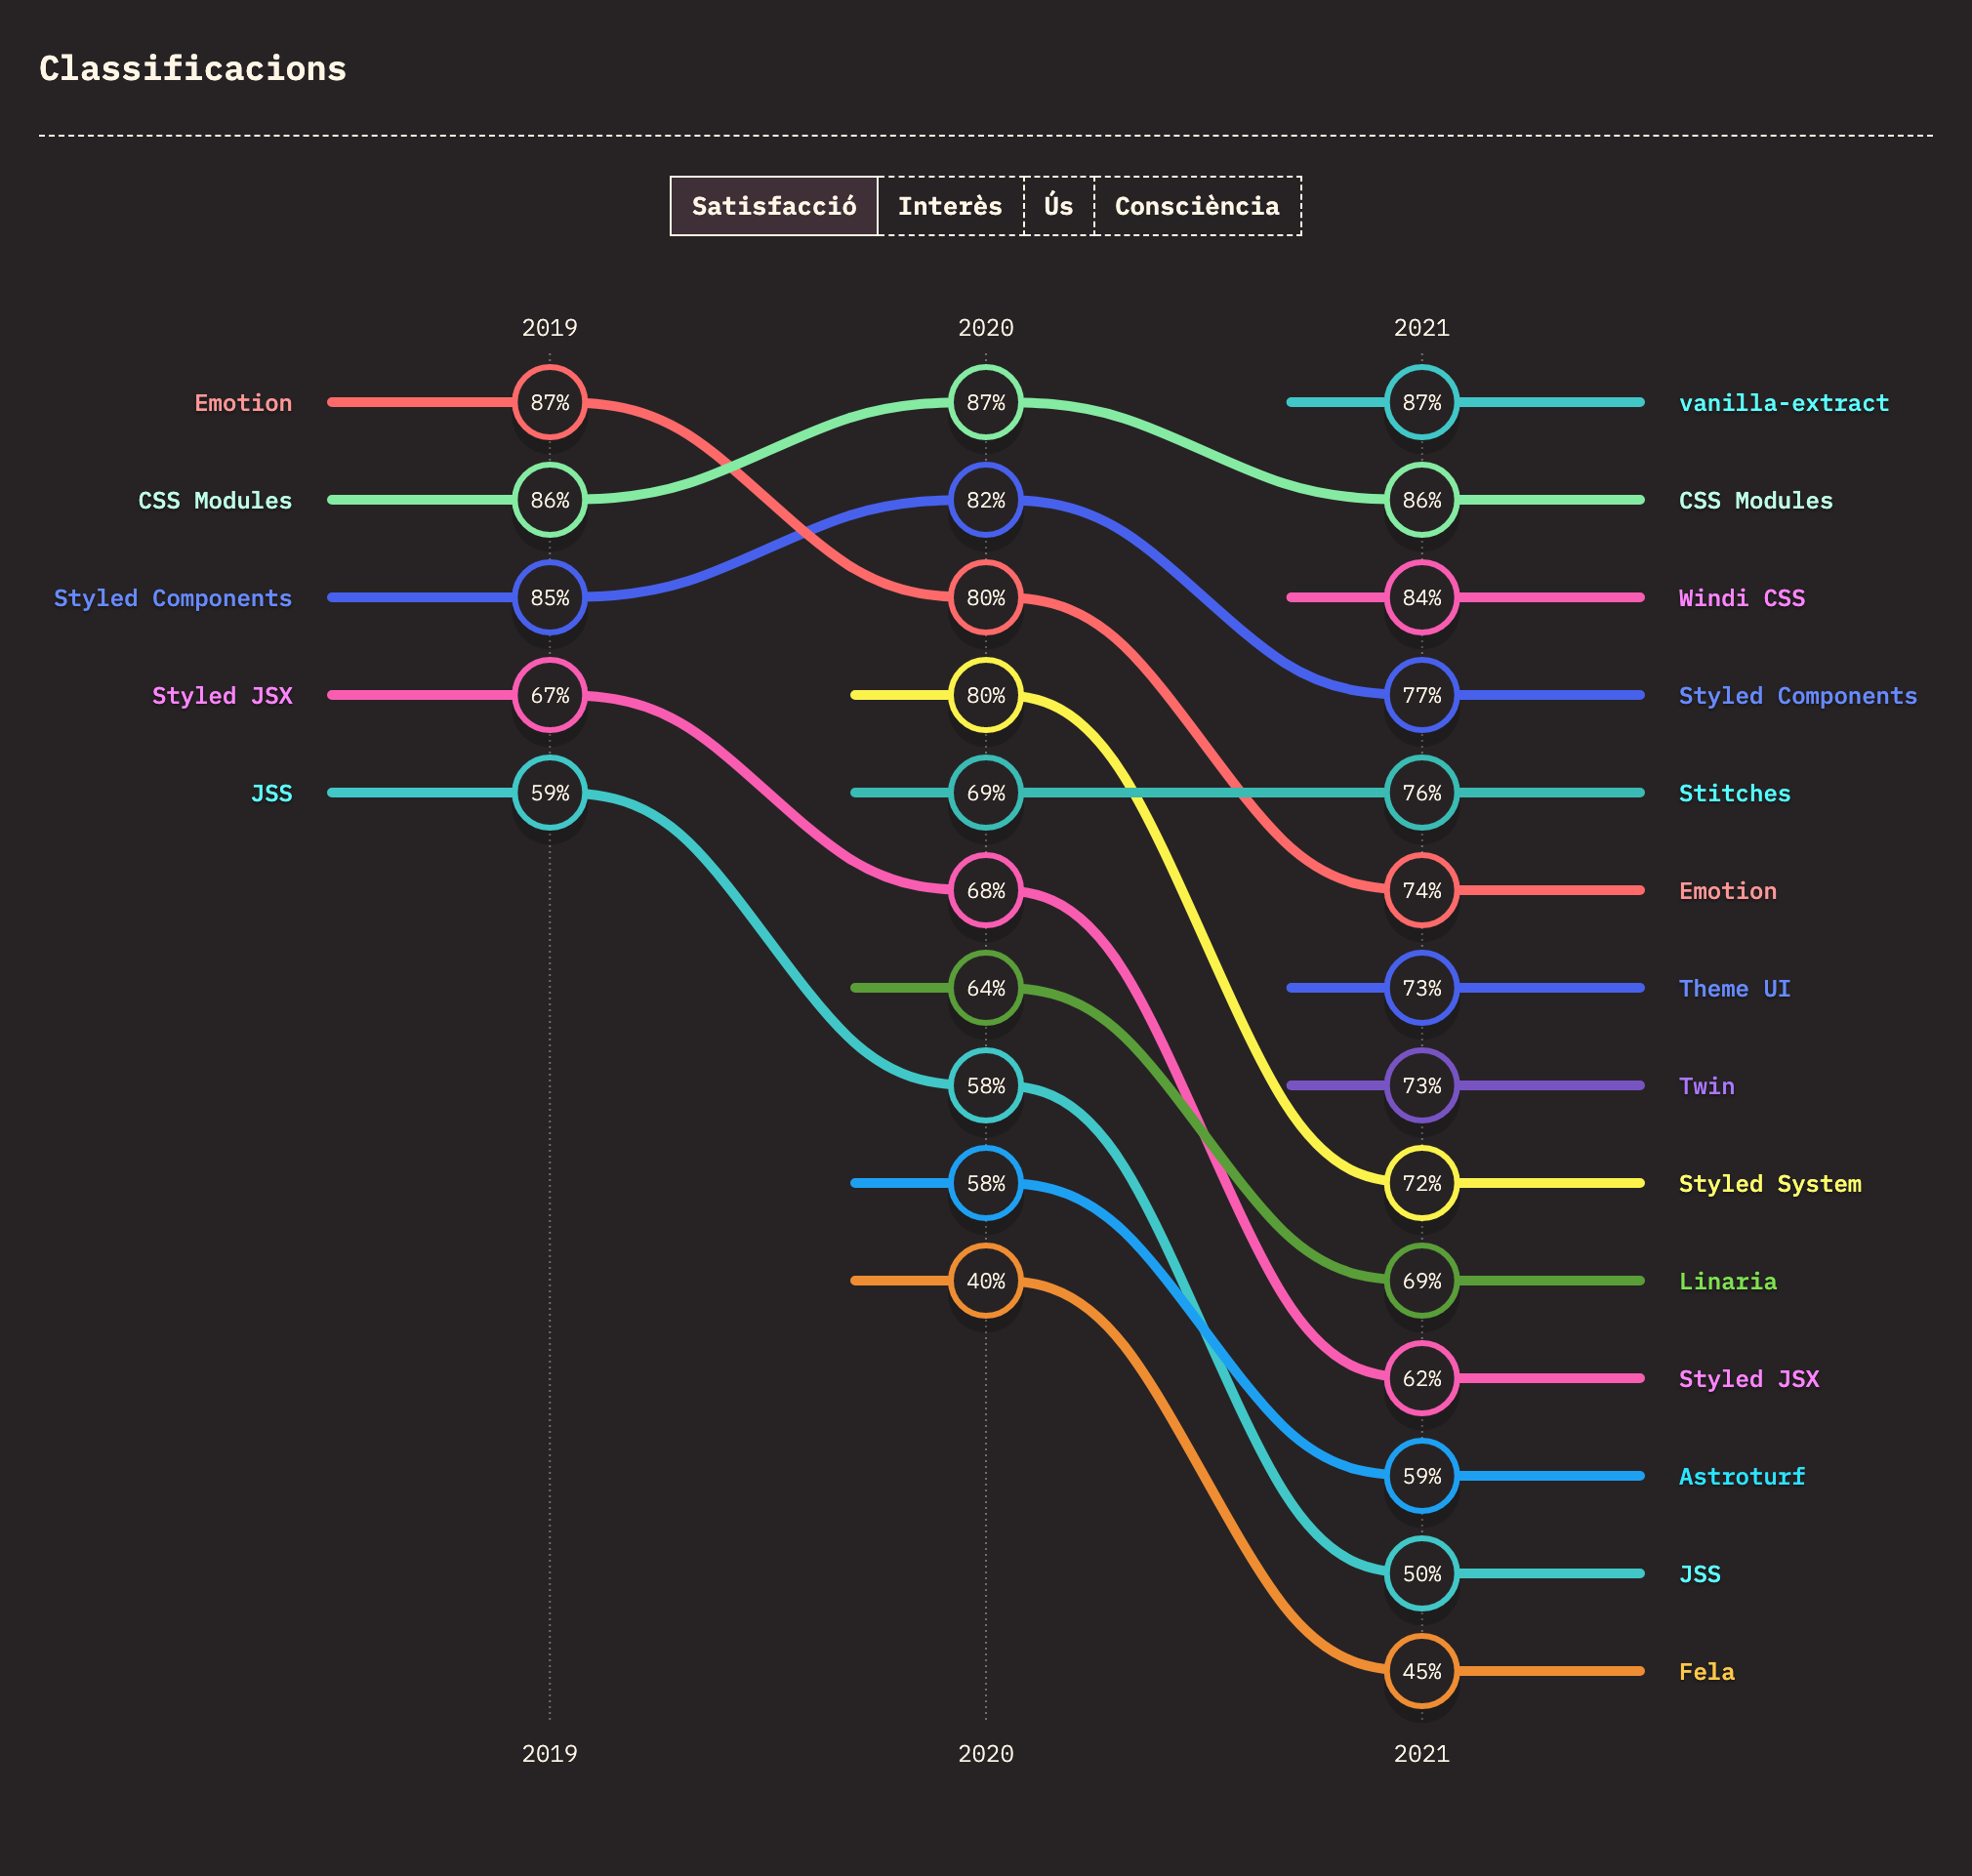 Classificacions
Satisfacció Interès Ús Consciència
2019 2020 2021
Emotion 87% 87% 87% vanilla-extract
CSS Modules 86% 82% 86% CSS Modules
Styled Components 85% 80% 84% Windi CSS
Styled JSX 67% 80% 77% Styled Components
JSS 59% 69% 76% Stitches
68% 74% Emotion
64% 73% Theme UI
58% 73% Twin
58% 72% Styled System
40% 69% Linaria
62% Styled JSX
59% Astroturf
50% JSS
45% Fela
2019 2020 2021